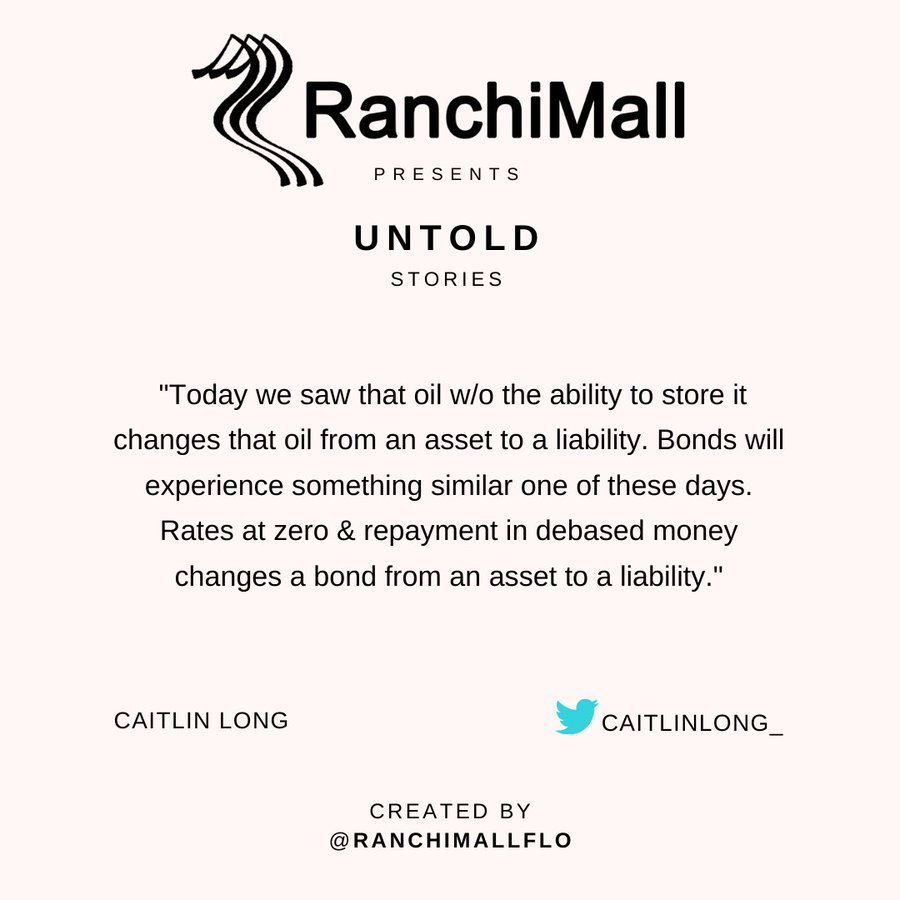 RanchiMall
PRESENTS
UNTOLD
STORIES
"Today we saw that oil w/o the ability to store it
changes that oil from an asset to a liability. Bonds will
experience something similar one of these days.
Rates at zero & repayment in debased money
changes a bond from an asset to a liability."
CAITLIN LONG
CAITLINLONG_
CREATED BY
@RANCHIMALLFLO